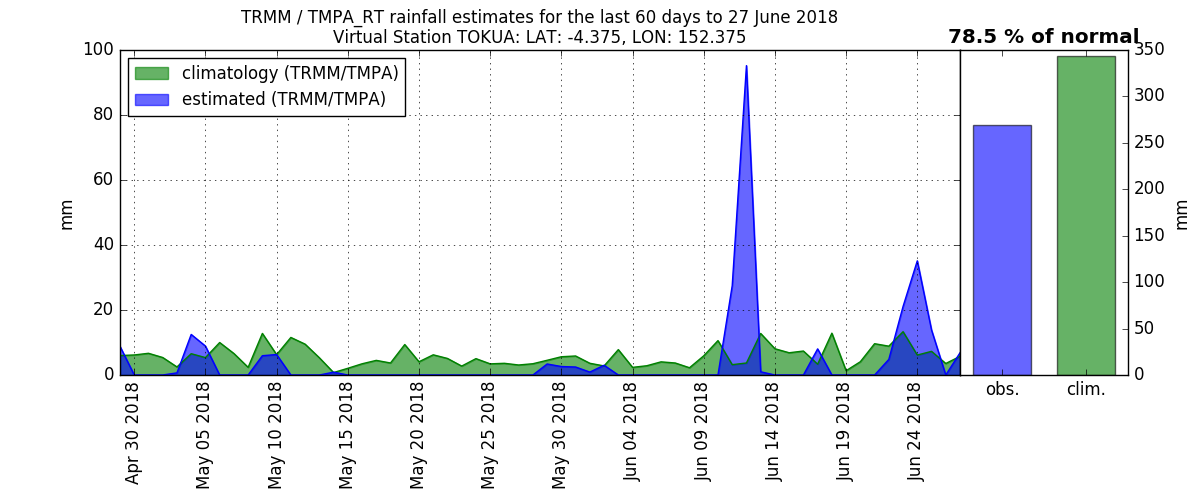 TRMM / TMPA_RT rainfall estimates for the last 60 days to 27 June 2018
Virtual Station TOKUA: LAT: -4.375, LON: 152.375
78.5 % of normal
climatology (TRMM/TMPA)
estimated (TRMM/TMPA)
mm
100
80
60
40
20
0
Apr 30 2018
May 05 2018
May 10 2018
May 15 2018
May 20 2018
May 25 2018
May 30 2018
Jun 04 2018
Jun 09 2018
Jun 14 2018
Jun 19 2018
Jun 24 2018
350
300
250
200
150
100
50
0
mm
obs.
clim.